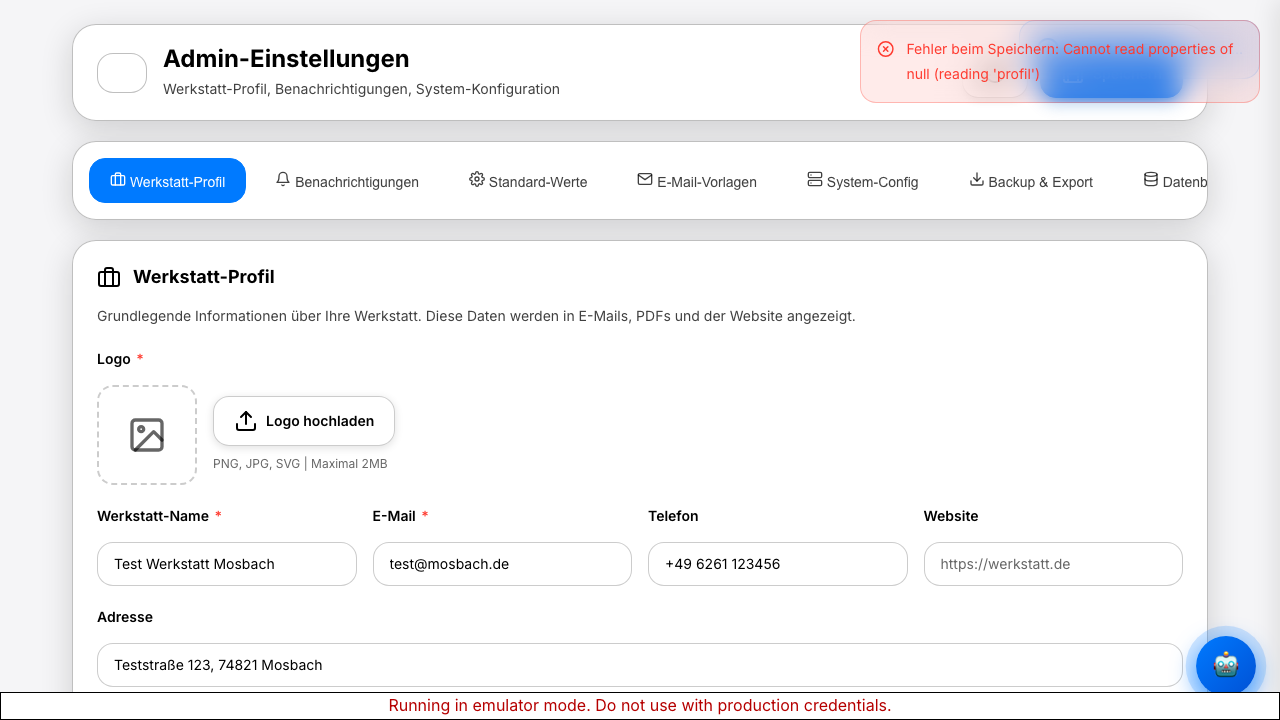 Admin-Einstellungen
Werkstatt-Profil, Benachrichtigungen, System-Konfiguration
Fehler beim Speichern: Cannot read properties of
null (reading 'profil')
Werkstatt-Profil
Benachrichtigungen
Standard-Werte
E-Mail-Vorlagen
System-Config
Backup & Export
Datenb
Werkstatt-Profil
Grundlegende Informationen über Ihre Werkstatt. Diese Daten werden in E-Mails, PDFs und der Website angezeigt.
Logo *
Logo hochladen
PNG, JPG, SVG | Maximal 2MB
Werkstatt-Name *
E-Mail *
Telefon
Website
Test Werkstatt Mosbach
test@mosbach.de
+49 6261 123456
https://werkstatt.de
Adresse
Teststraße 123, 74821 Mosbach
Running in emulator mode. Do not use with production credentials.